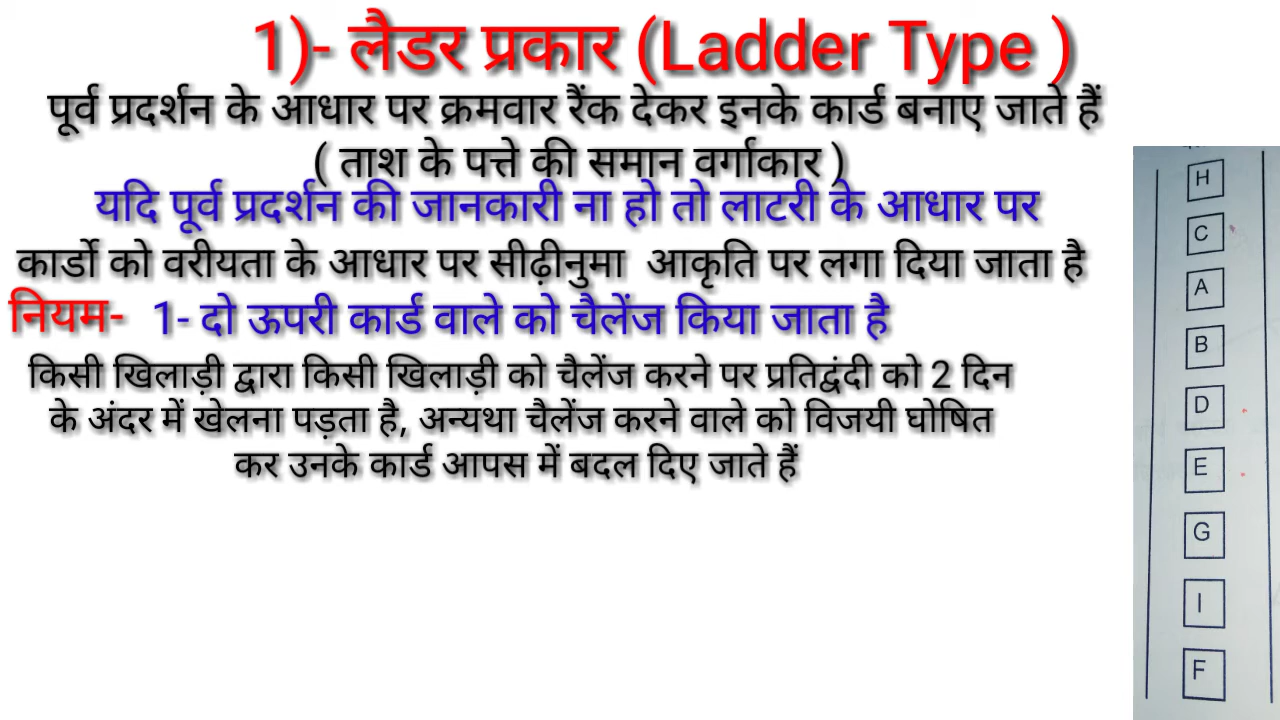 1)- लैडर प्रकार (Ladder Type )
पूर्व प्रदर्शन के आधार पर क्रमवार रैंक देकर इनके कार्ड बनाए जाते हैं
( ताश के पत्ते की समान वर्गाकार )
यदि पूर्व प्रदर्शन की जानकारी ना हो तो लाटरी के आधार पर
कार्डो को वरीयता के आधार पर सीढ़ीनुमा आकृति पर लगा दिया जाता है
नियम- 1- दो ऊपरी कार्ड वाले को चैलेंज किया जाता है
किसी खिलाड़ी द्वारा किसी खिलाड़ी को चैलेंज करने पर प्रतिद्वंदी को 2 दिन
के अंदर में खेलना पड़ता है, अन्यथा चैलेंज करने वाले को विजयी घोषित
कर उनके कार्ड आपस में बदल दिए जाते हैं
H
C
A
B
D
E
G
I
F